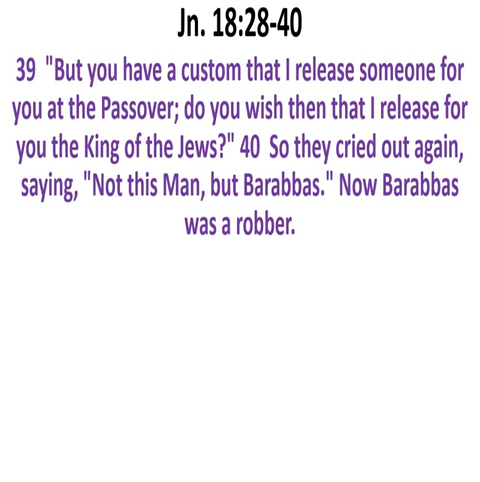 Jn. 18:28-40
39  "But you have a custom that I release someone for
you at the Passover; do you wish then that I release for
you the King of the Jews?" 40  So they cried out again,
saying, "Not this Man, but Barabbas." Now Barabbas
was a robber.